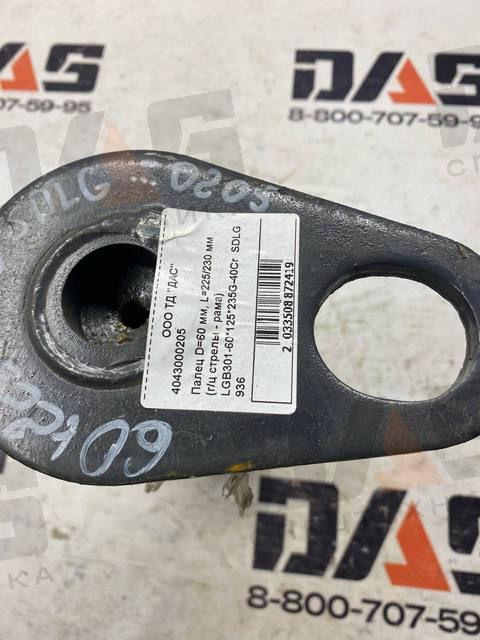 DAS
8-800-707-59-95
DAS
8-800-707-59-95
SDLG ... 0205
ООО ТД "ДАС"
4043000205
Палец D=60 мм, L=225/230 мм
(г/ц стрелы - рама)
LGB301-60*125*235G-40Cr SDLG
936
2 033508 872419
60
DAS
8-800-707-59-